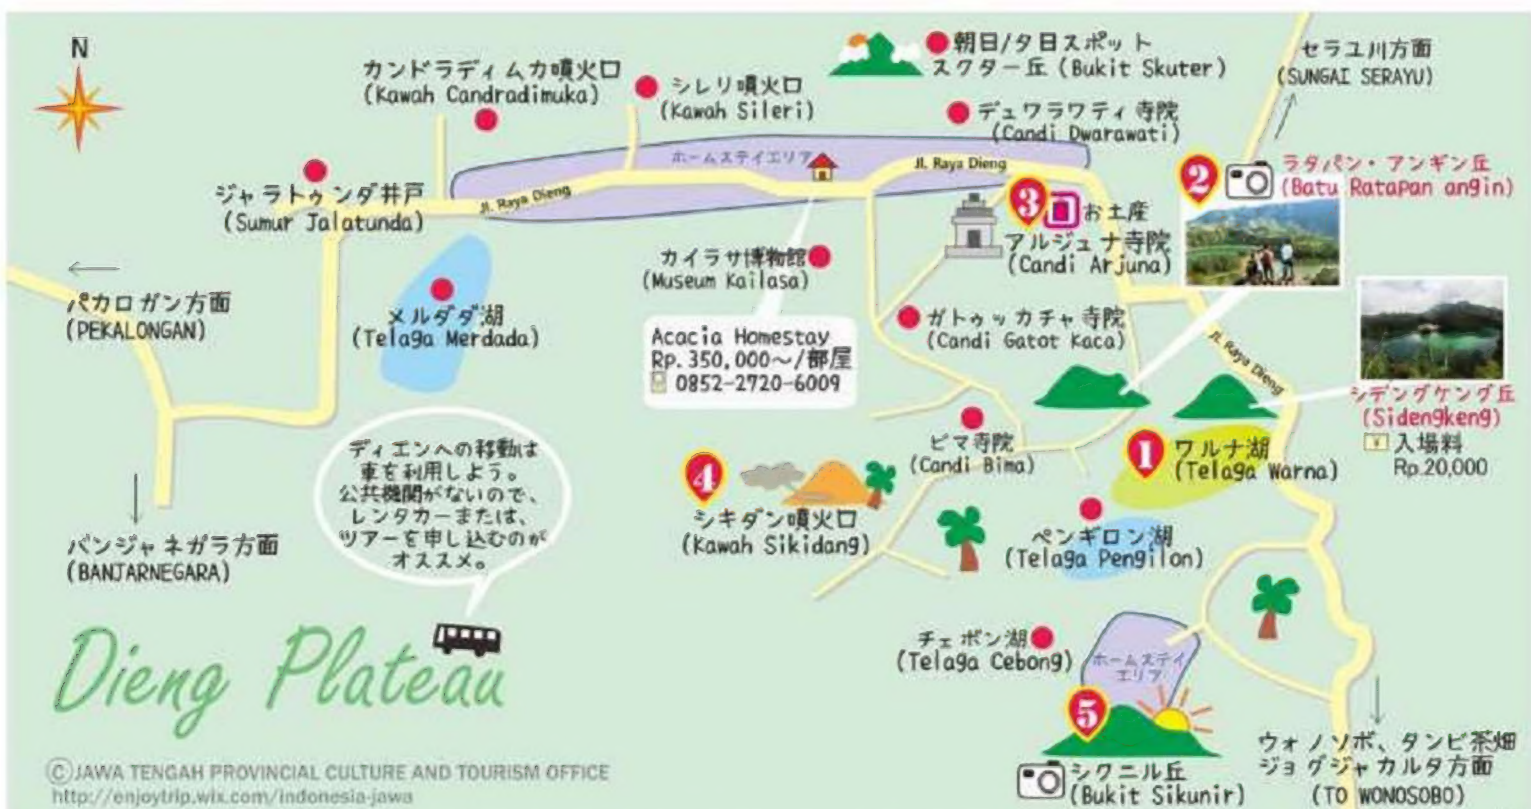 N
カンドラディムカ噴火口
(Kawah Candradimuka)
シレリ噴火口
(Kawah Sileri)
朝日/夕日スポット
スクター丘 (Bukit Skuter)
セラユ川方面
(SUNGAI SERAYU)
デュワラワティ寺院
(Candi Dwarawati)
ホームステイエリア
Jl. Raya Dieng
Jl. Raya Dieng
ジャラトゥンダ井戸
(Sumur Jalatunda)
2
ラタパン・アンギン丘
(Batu Ratapan angin)
3
お土産
アルジュナ寺院
(Candi Arjuna)
カイラサ博物館
(Museum Kailasa)
パカロガン方面
(PEKALONGAN)
メルダダ湖
(Telaga Merdada)
ガトゥッカチャ寺院
(Candi Gatot Kaca)
Acacia Homestay
Rp.350,000～/部屋
0852-2720-6009
Jl. Raya Dieng
シデングケング丘
(Sidengkeng)
¥ 入場料
Rp.20,000
ディエンへの移動は
車を利用しよう。
公共機関がないので、
レンタカーまたは、
ツアーを申し込むのが
オススメ。
ビマ寺院
(Candi Bima)
1
ワルナ湖
(Telaga Warna)
4
シキダン噴火口
(Kawah Sikidang)
ペンギロン湖
(Telaga Pengilon)
バンジャネガラ方面
(BANJARNEGARA)
Dieng Plateau
チェボン湖
(Telaga Cebong)
ホームステイ
エリア
5
シクニル丘
(Bukit Sikunir)
ウォノソボ、タンビ茶畑
ジョグジャカルタ方面
(TO WONOSOBO)
©JAWA TENGAH PROVINCIAL CULTURE AND TOURISM OFFICE
http://enjoytrip.wix.com/indonesia-jawa